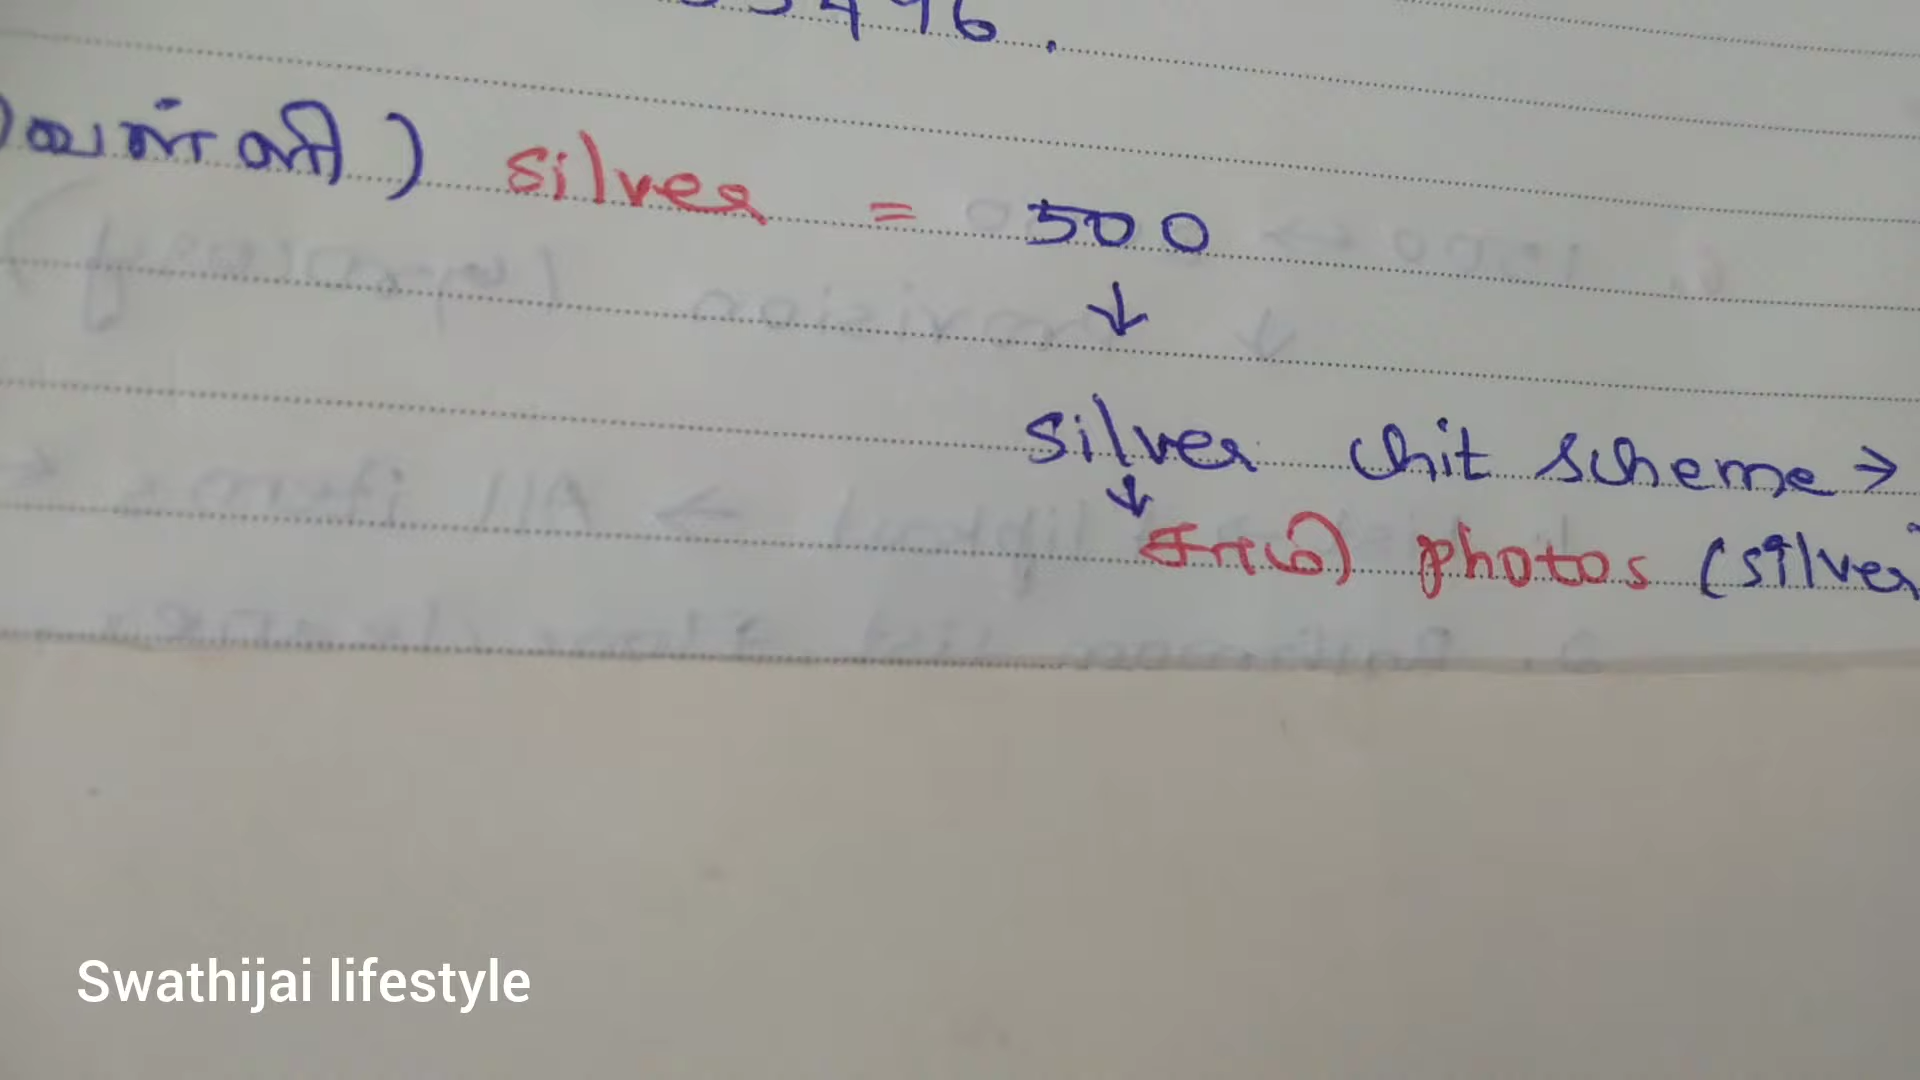 வெள்ளி) silver = 500
↓
silver chit scheme →
↓
சாமி photos (silver
Swathijai lifestyle